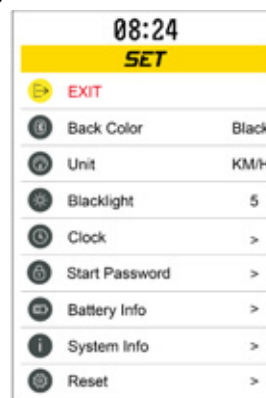 08:24
SET
EXIT
Back Color Black
Unit KM/H
Blacklight 5
Clock >
Start Password >
Battery Info >
System Info >
Reset >